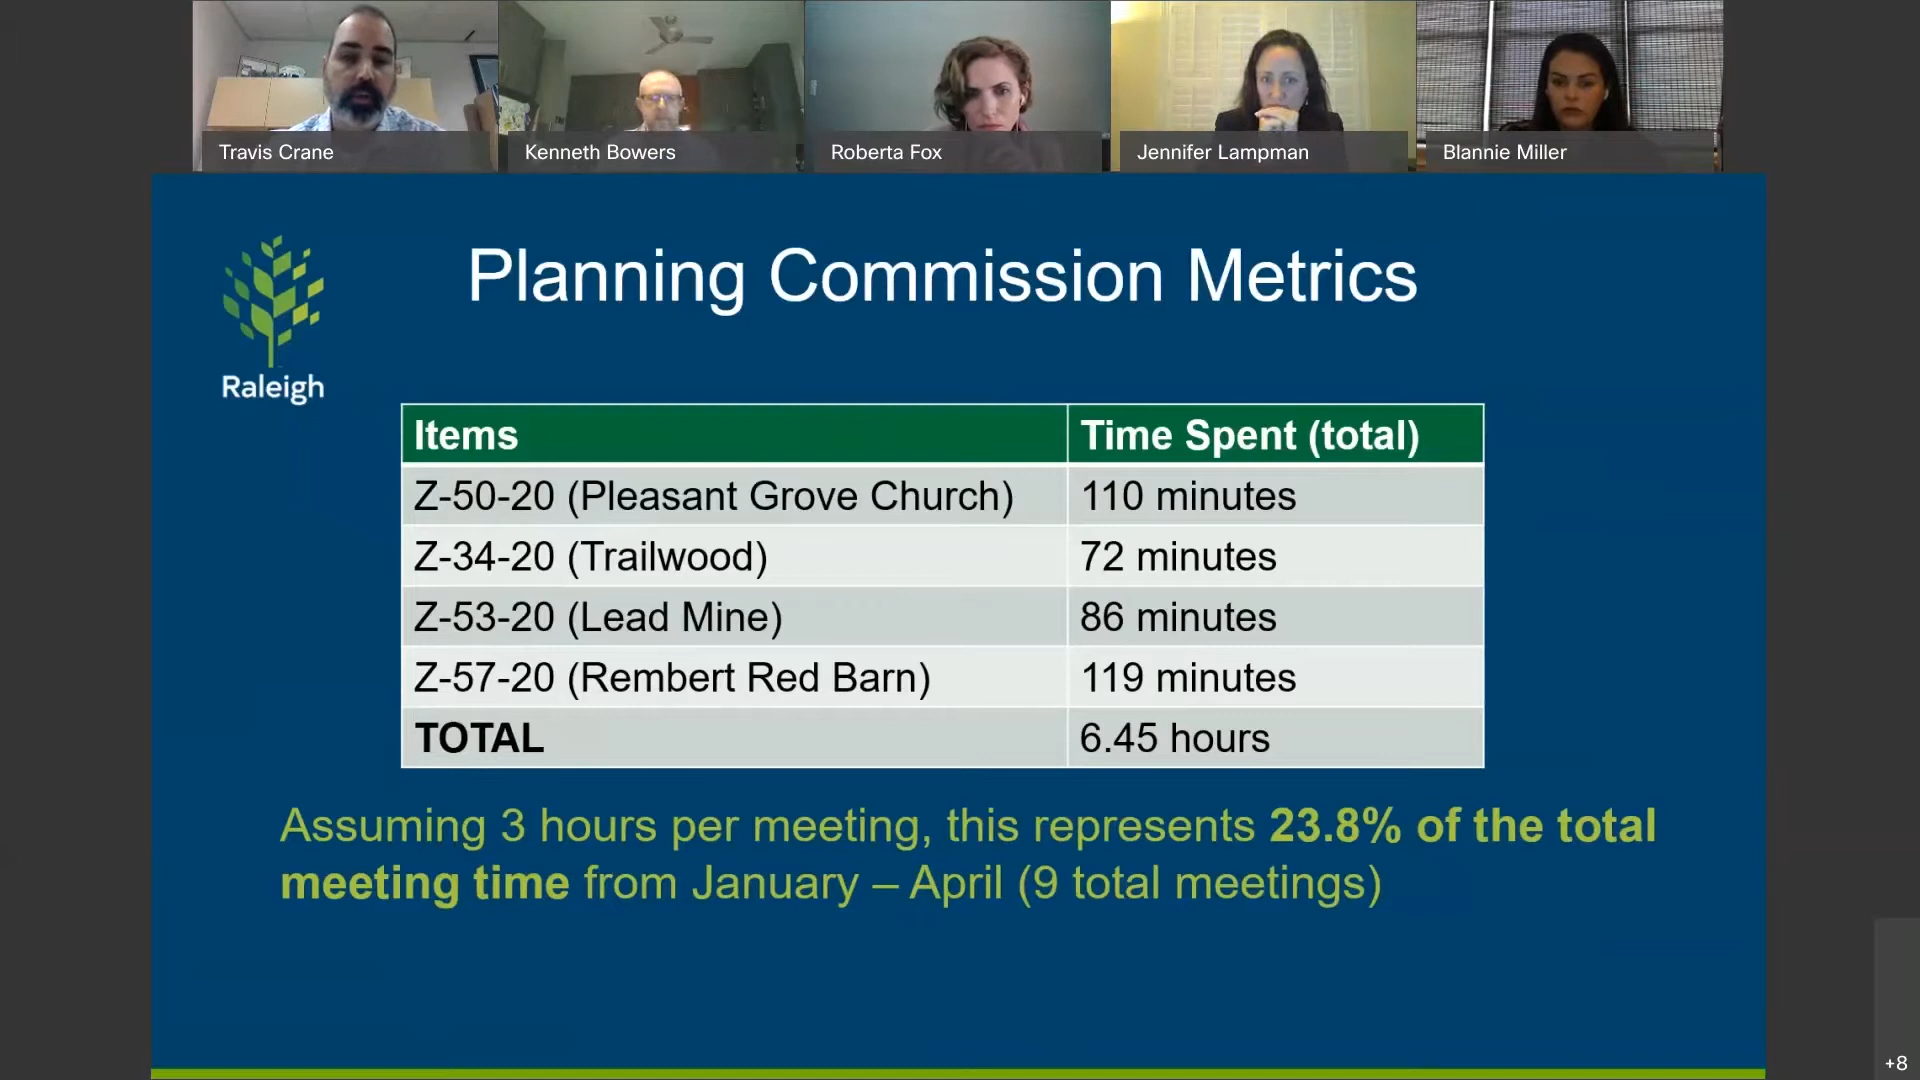 Travis Crane
Kenneth Bowers
Roberta Fox
Jennifer Lampman
Blannie Miller
Raleigh
Planning Commission Metrics
Items
Time Spent (total)
Z-50-20 (Pleasant Grove Church)
110 minutes
Z-34-20 (Trailwood)
72 minutes
Z-53-20 (Lead Mine)
86 minutes
Z-57-20 (Rembert Red Barn)
119 minutes
TOTAL
6.45 hours
Assuming 3 hours per meeting, this represents 23.8% of the total
meeting time from January – April (9 total meetings)
+8